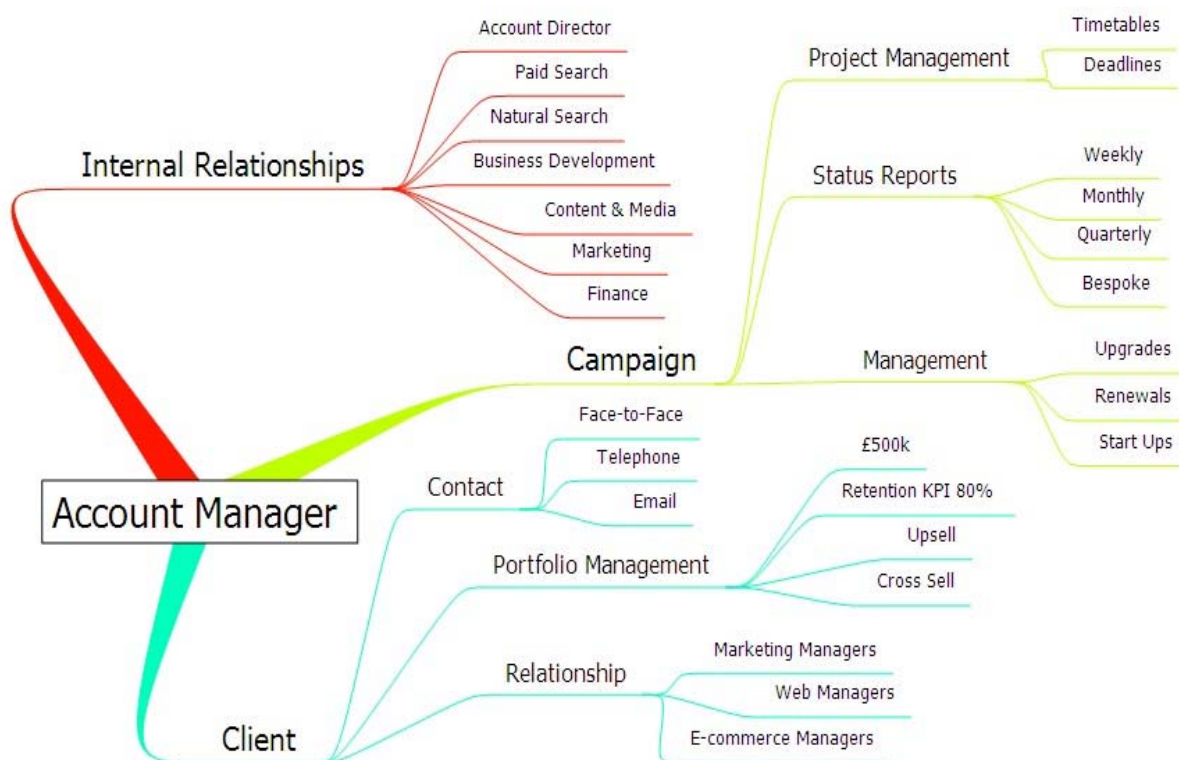 Account Manager
Internal Relationships
Account Director
Paid Search
Natural Search
Business Development
Content & Media
Marketing
Finance
Campaign
Project Management
Timetables
Deadlines
Status Reports
Weekly
Monthly
Quarterly
Bespoke
Management
Upgrades
Renewals
Start Ups
Client
Contact
Face-to-Face
Telephone
Email
Portfolio Management
£500k
Retention KPI 80%
Upsell
Cross Sell
Relationship
Marketing Managers
Web Managers
E-commerce Managers